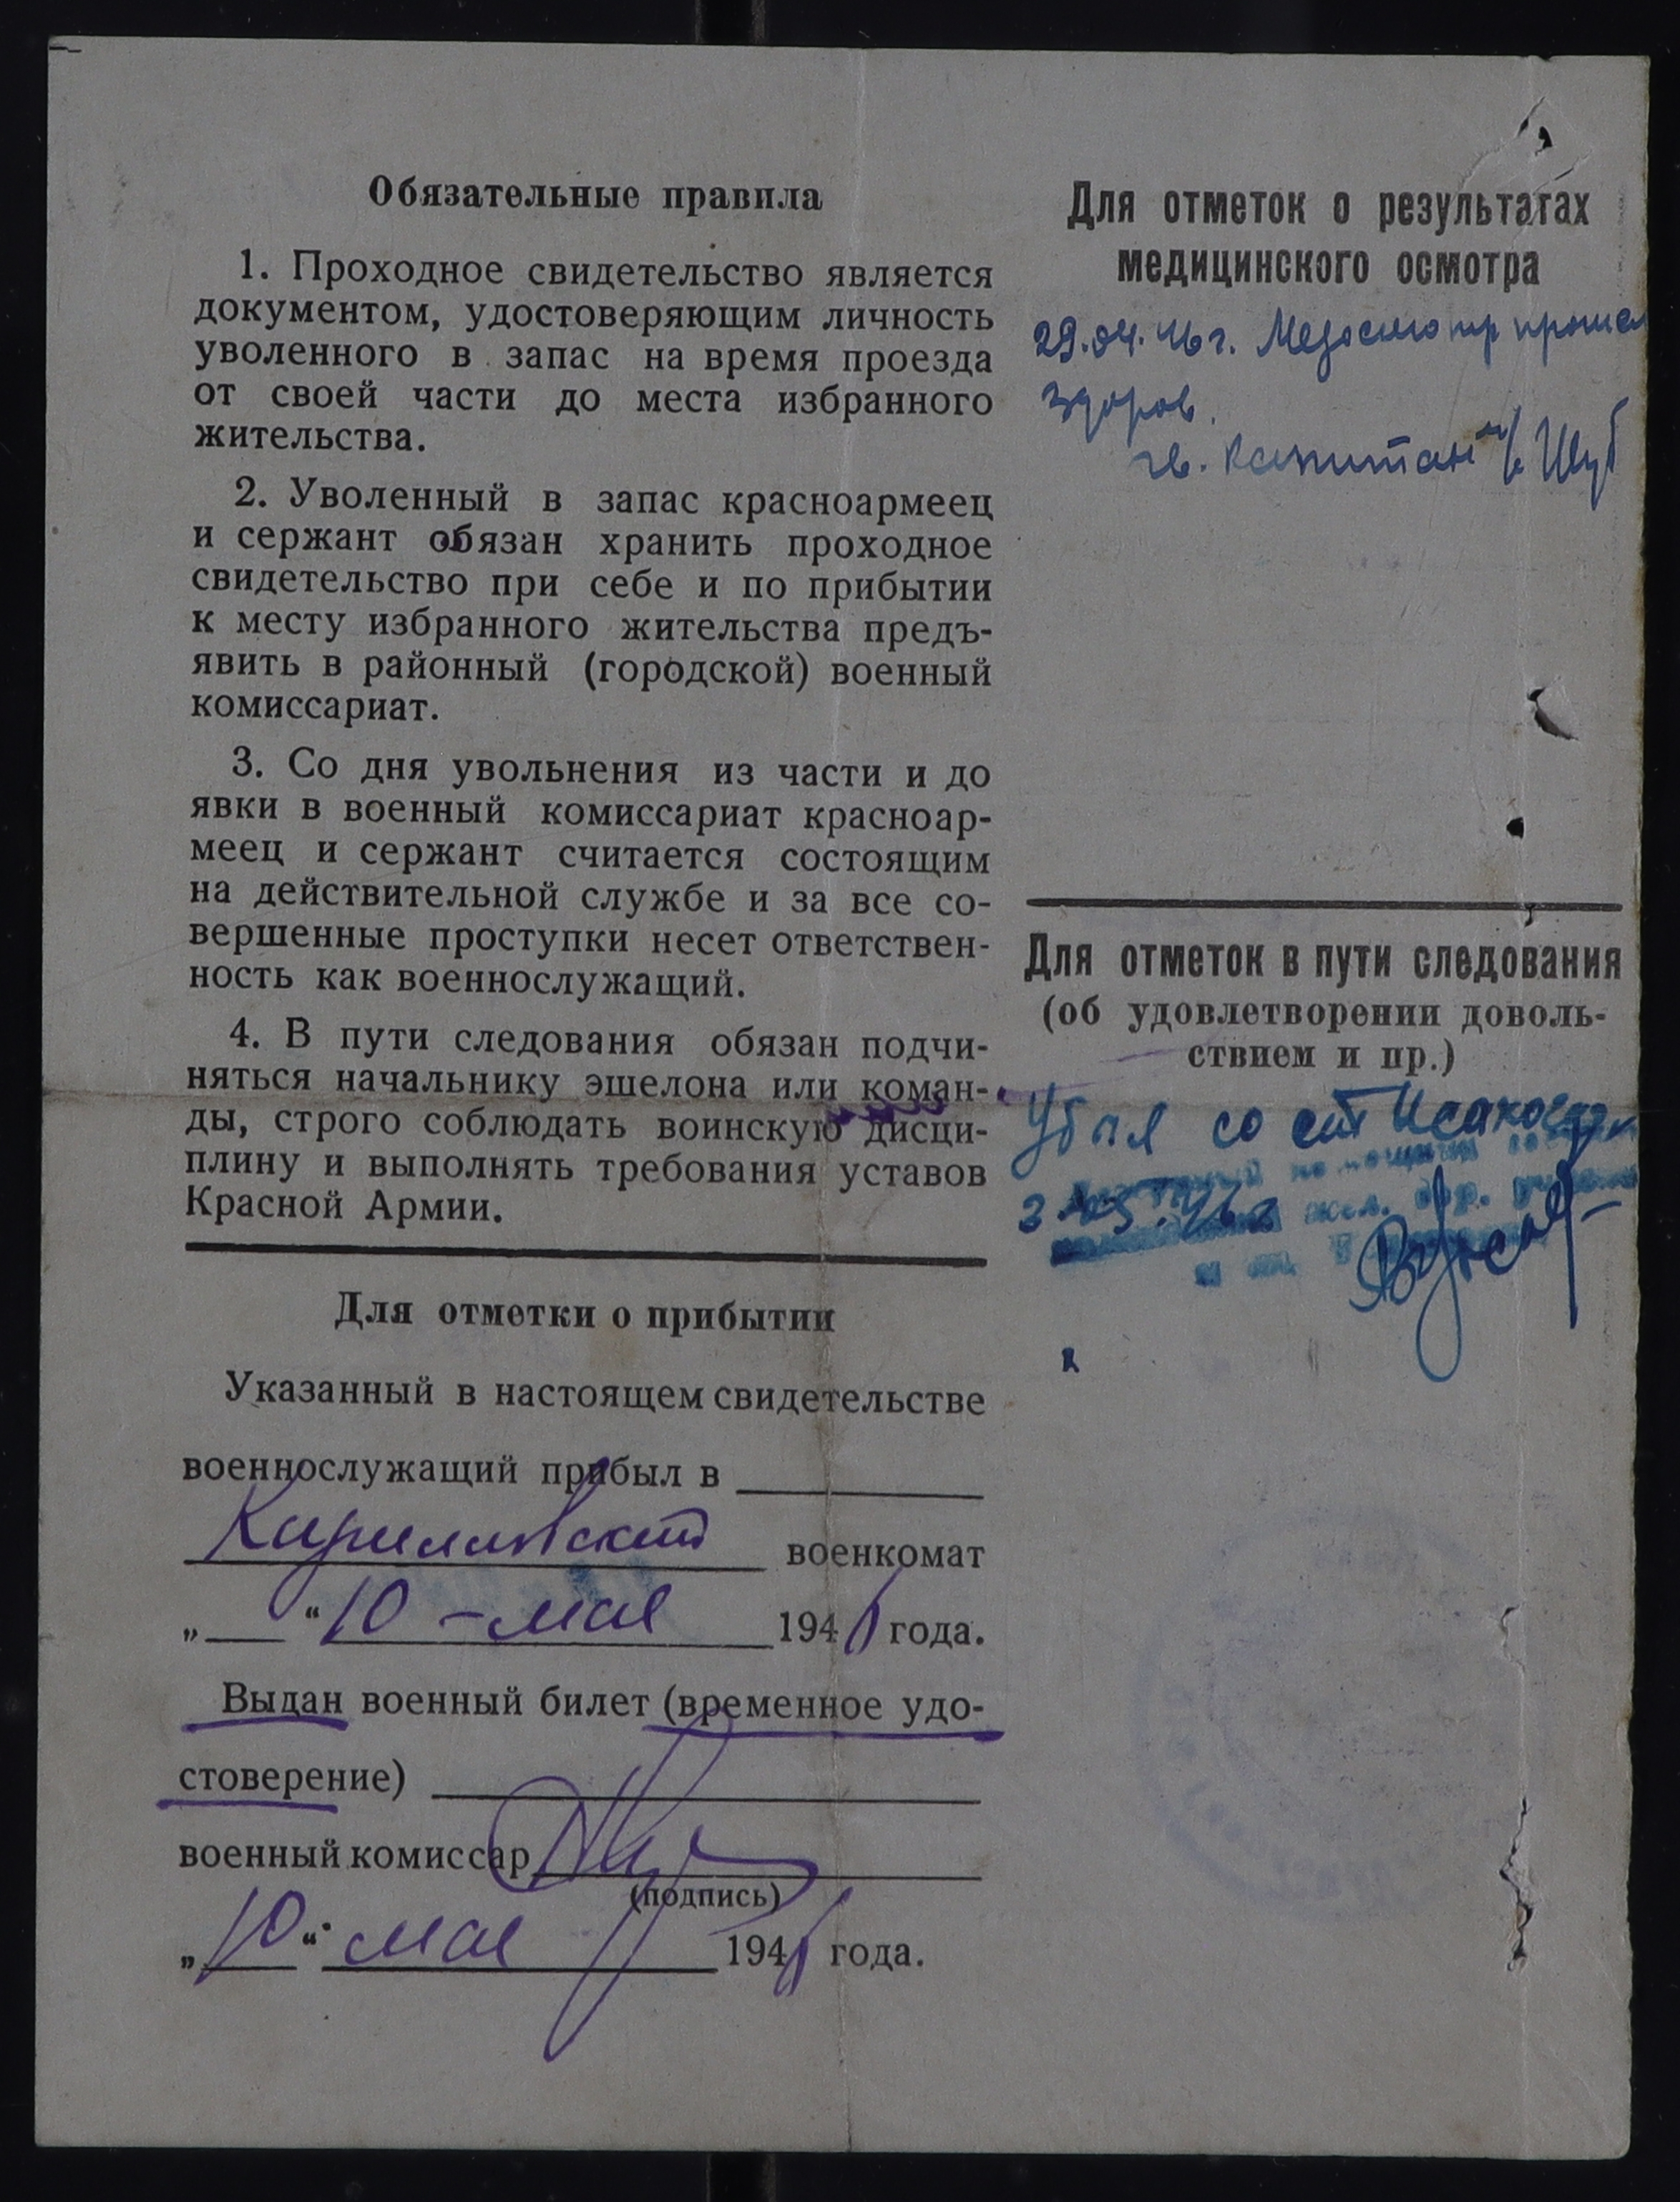 Обязательные правила
1. Проходное свидетельство является
документом, удостоверяющим личность
уволенного в запас на время проезда
от своей части до места избранного
жительства.
2. Уволенный в запас красноармеец
и сержант обязан хранить проходное
свидетельство при себе и по прибытии
к месту избранного жительства предъ-
явить в районный (городской) военный
комиссариат.
3. Со дня увольнения из части и до
явки в военный комиссариат красноар-
меец и сержант считается состоящим
на действительной службе и за все со-
вершенные проступки несет ответствен-
ность как военнослужащий.
4. В пути следования обязан подчи-
няться начальнику эшелона или коман-
ды, строго соблюдать воинскую дисци-
плину и выполнять требования уставов
Красной Армии.
Для отметки о прибытии
Указанный в настоящем свидетельстве
военнослужащий прибыл в
Кирилловский военкомат
„ “ 10 - мая 1946 года.
Выдан военный билет (временное удо-
стоверение)
военный комиссар
(подпись)
„10“ мая 1946 года.
Для отметок о результатах
медицинского осмотра
29.04.46 г. Медосмотр прошел
Здоров.
гв. капитан м/с Шуб
Для отметок в пути следования
(об удовлетворении доволь-
ствием и пр.)
Убыл со ст